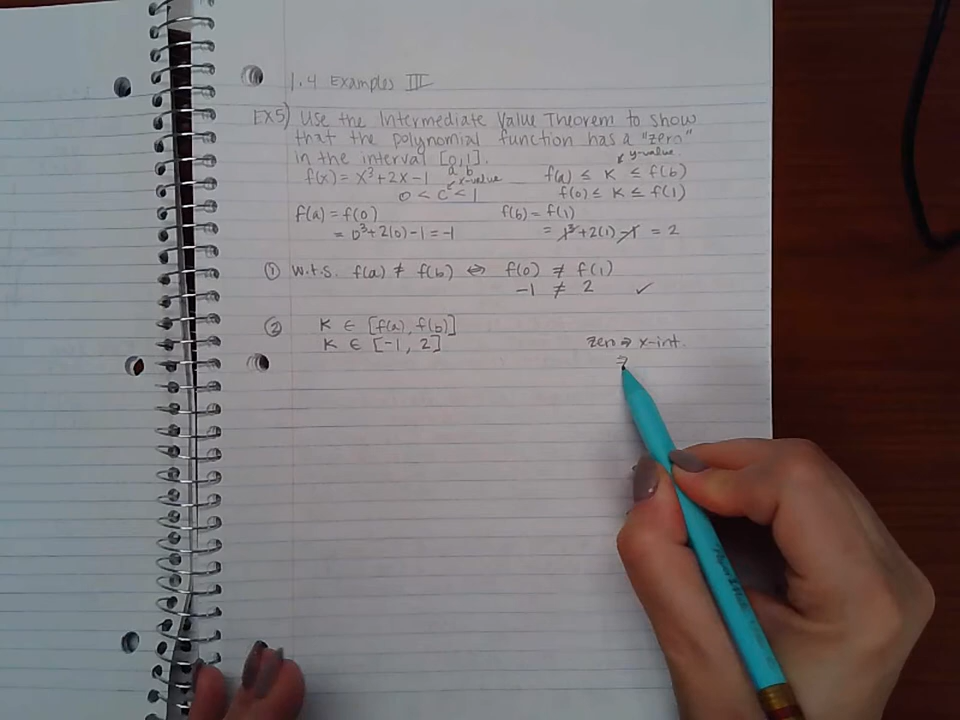 1.4 Examples III
EX5) Use the Intermediate Value Theorem to show
that the polynomial function has a "zero"
in the interval [0,1].
a b
y-value
f(x) = x³+2x-1
x-value
f(a) ≤ K ≤ f(b)
0 < c < 1
f(0) ≤ K ≤ f(1)
f(a) = f(0)
f(b) = f(1)
= 0³+2(0)-1 = -1
= 1³+2(1)-1 = 2
① W.T.S. f(a) ≠ f(b) ⇔ f(0) ≠ f(1)
-1 ≠ 2 ✓
② K ∈ [f(a), f(b)]
K ∈ [-1, 2]
zero ⇒ x-int.
⇒
Paper Mate